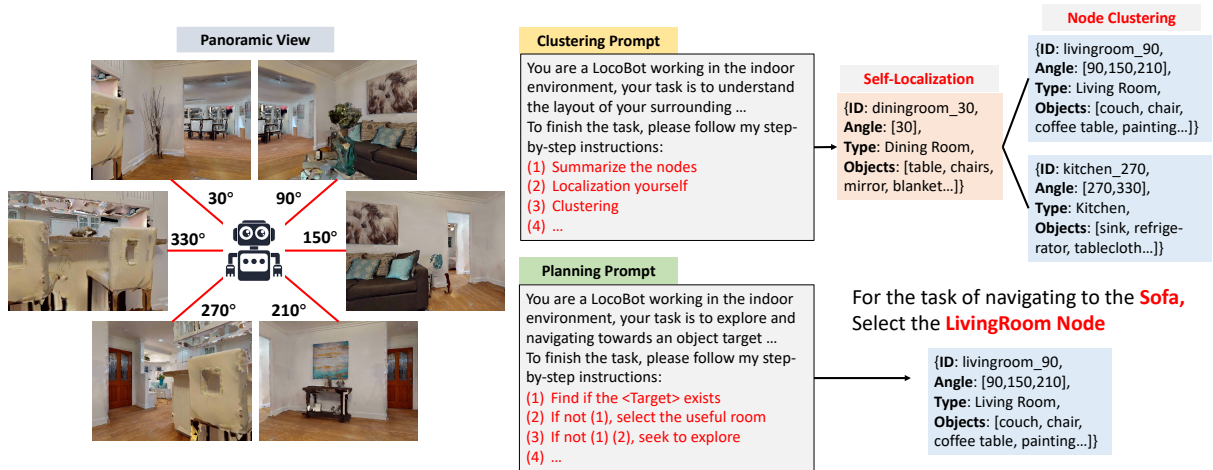 Panoramic View
30°
90°
330°
150°
270°
210°
Clustering Prompt
You are a LocoBot working in the indoor
environment, your task is to understand
the layout of your surrounding ...
To finish the task, please follow my step-
by-step instructions:
(1) Summarize the nodes
(2) Localization yourself
(3) Clustering
(4) ...
Self-Localization
{ID: diningroom_30,
Angle: [30],
Type: Dining Room,
Objects: [table, chairs,
mirror, blanket...]}
Node Clustering
{ID: livingroom_90,
Angle: [90,150,210],
Type: Living Room,
Objects: [couch, chair,
coffee table, painting...]}
{ID: kitchen_270,
Angle: [270,330],
Type: Kitchen,
Objects: [sink, refrige-
rator, tablecloth...]}
Planning Prompt
You are a LocoBot working in the indoor
environment, your task is to explore and
navigating towards an object target ...
To finish the task, please follow my step-
by-step instructions:
(1) Find if the <Target> exists
(2) If not (1), select the useful room
(3) If not (1) (2), seek to explore
(4) ...
For the task of navigating to the Sofa,
Select the LivingRoom Node
{ID: livingroom_90,
Angle: [90,150,210],
Type: Living Room,
Objects: [couch, chair,
coffee table, painting...]}